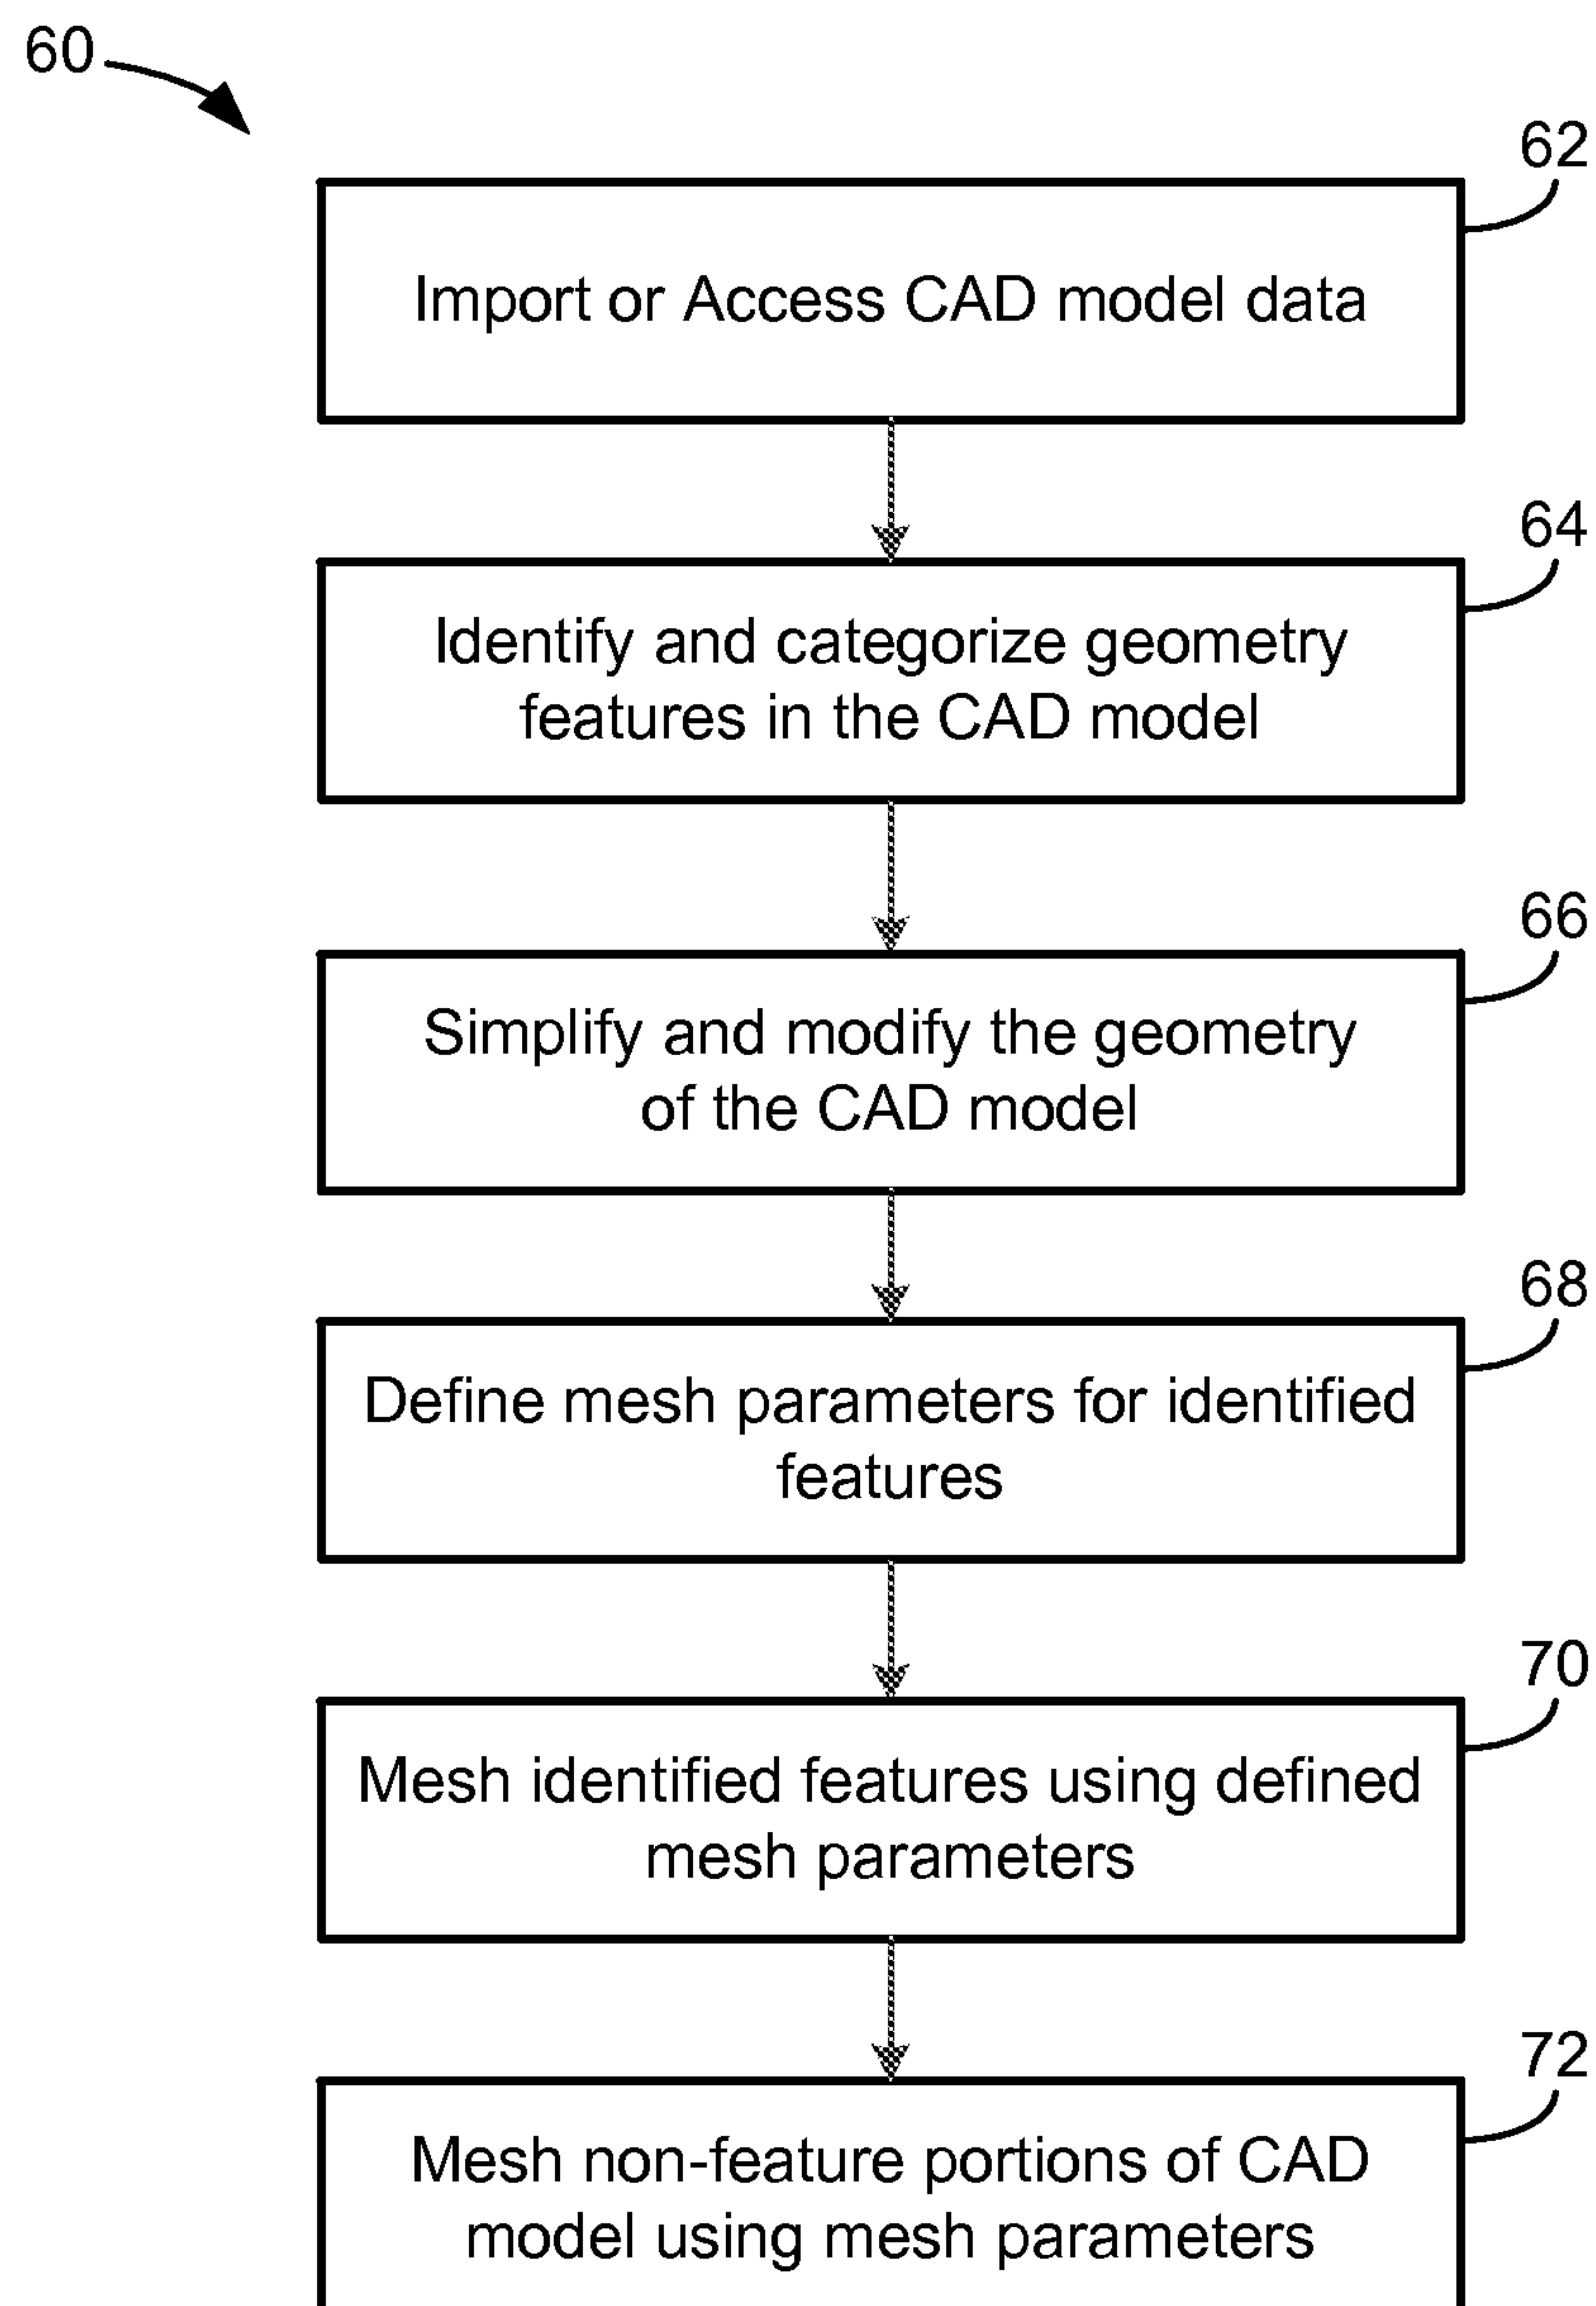 60
62
Import or Access CAD model data
64
Identify and categorize geometry
features in the CAD model
66
Simplify and modify the geometry
of the CAD model
68
Define mesh parameters for identified
features
70
Mesh identified features using defined
mesh parameters
72
Mesh non-feature portions of CAD
model using mesh parameters